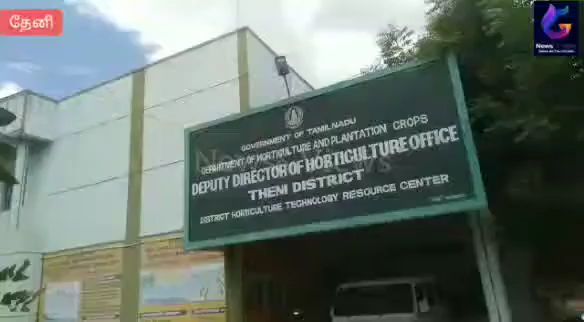 தேனி
GOVERNMENT OF TAMILNADU
DEPARTMENT OF HORTICULTURE AND PLANTATION CROPS
DEPUTY DIRECTOR OF HORTICULTURE OFFICE
THENI DISTRICT
DISTRICT HORTICULTURE TECHNOLOGY RESOURCE CENTER